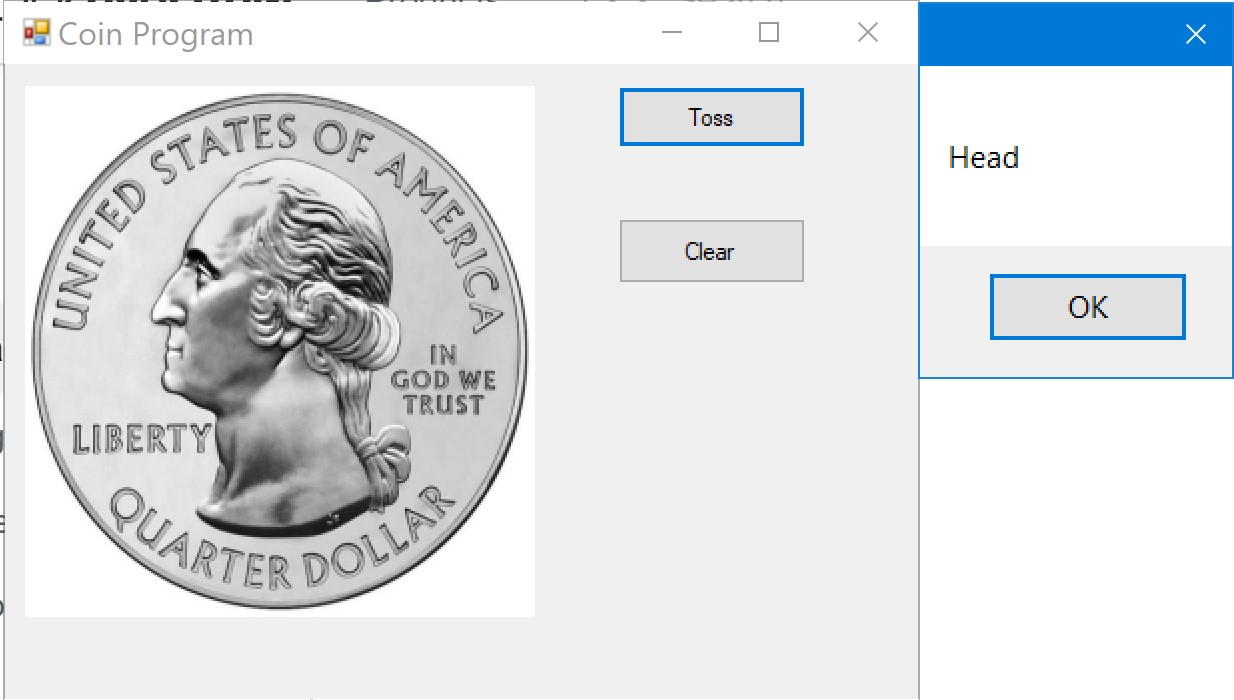 Coin Program
UNITED STATES OF AMERICA
IN
GOD WE
TRUST
LIBERTY
QUARTER DOLLAR
Toss
Clear
Head
OK